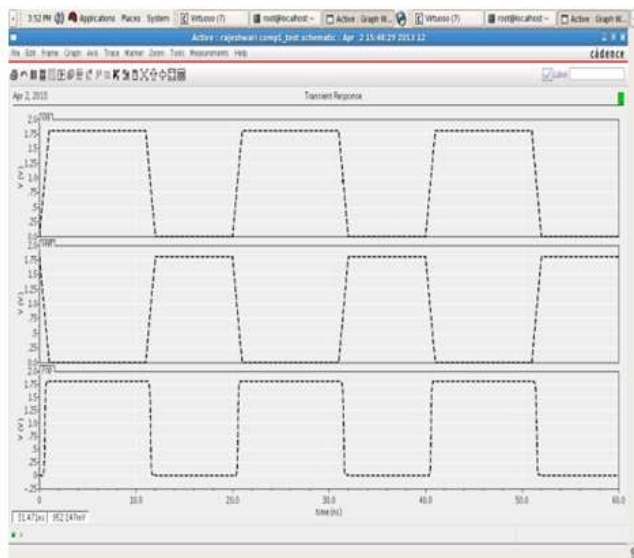 3:52 PM Applications Places System Virtuoso (7) root@localhost:~ Active : Graph W... Virtuoso (7) root@localhost:~ Active : Graph W...
Active : rajeshwari comp1_test schematic : Apr 2 15:48:29 2013 12
File Edit Frame Graph Axis Trace Marker Zoom Tools Measurements Help
cādence
Label
Transient Response
2.0
1.75
1.5
1.25
1.0
.75
.5
.25
0.0
V (V)
2.0
1.75
1.5
1.25
1.0
.75
.5
.25
0.0
V (V)
2.0
1.75
1.5
1.25
1.0
.75
.5
.25
0
-.25
V (V)
0 10.0 20.0 30.0 40.0 50.0 60.0
time (ns)
31.471ns 952.147mV